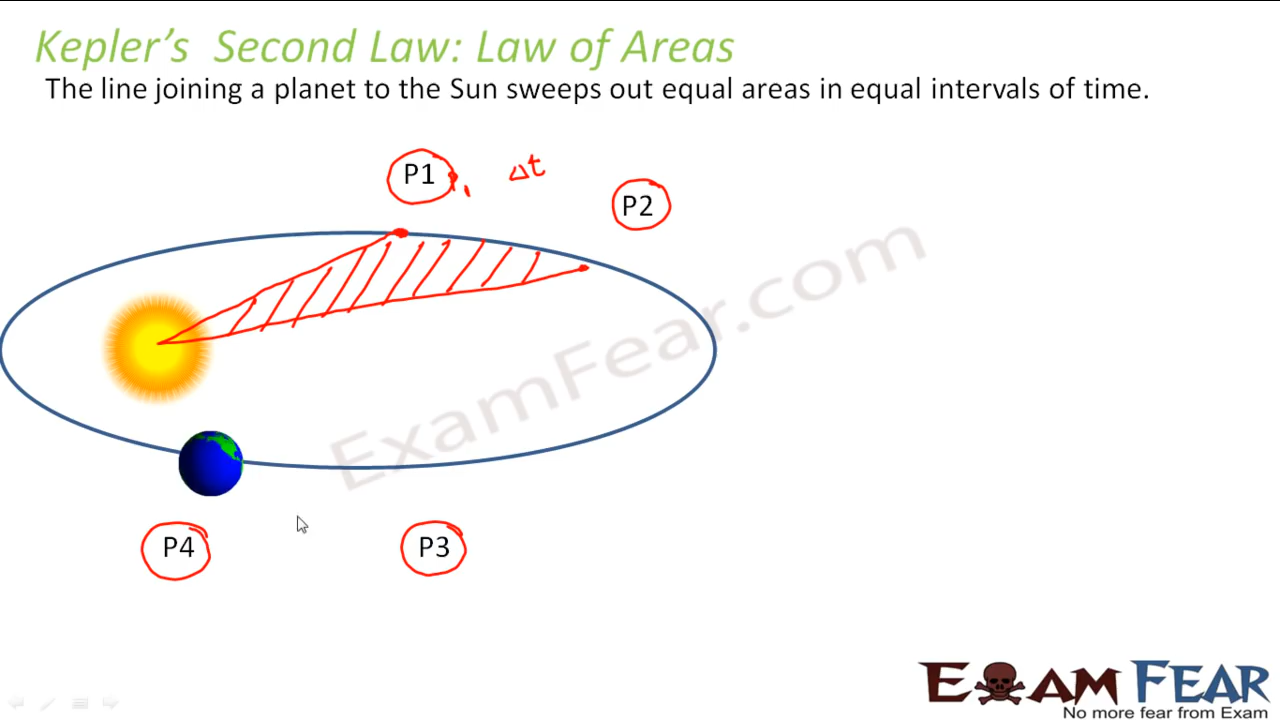 Kepler's Second Law: Law of Areas
The line joining a planet to the Sun sweeps out equal areas in equal intervals of time.
P1
Δt
P2
ExamFear.com
P4
P3
EXAM FEAR
No more fear from Exam